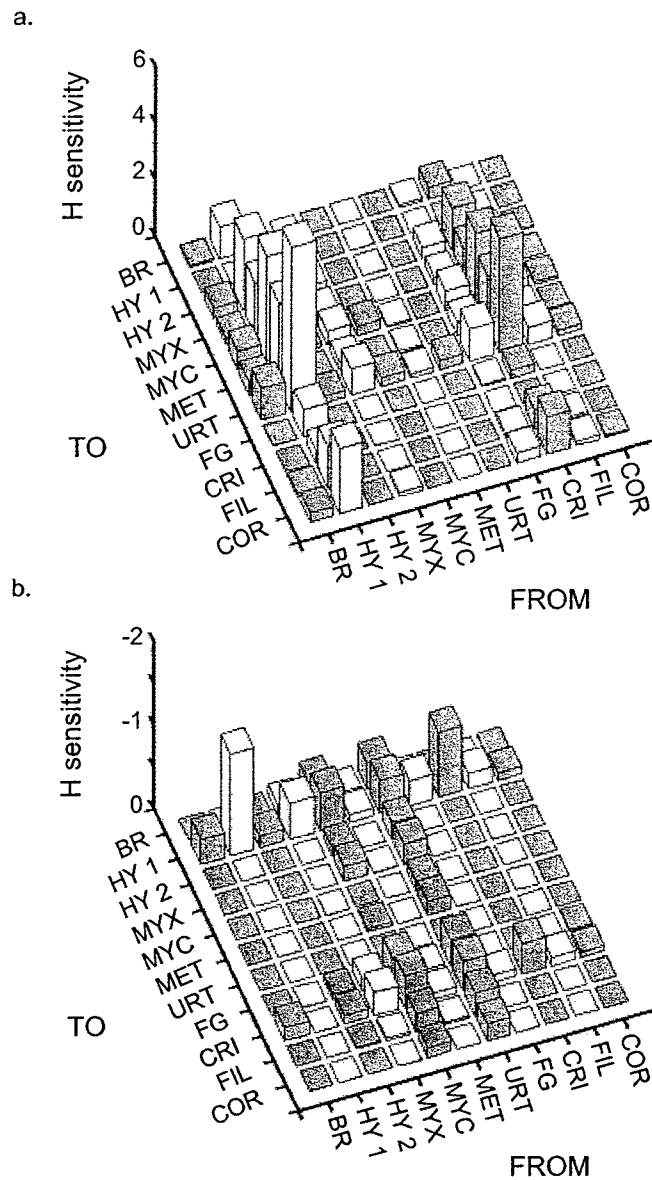 a.
H sensitivity
6
4
2
0
BR
HY 1
HY 2
MYX
MYC
MET
URT
FG
CRI
FIL
COR
TO
BR
HY 1
HY 2
MYX
MYC
MET
URT
FG
CRI
FIL
COR
FROM
b.
H sensitivity
-2
-1
0
BR
HY 1
HY 2
MYX
MYC
MET
URT
FG
CRI
FIL
COR
TO
BR
HY 1
HY 2
MYX
MYC
MET
URT
FG
CRI
FIL
COR
FROM